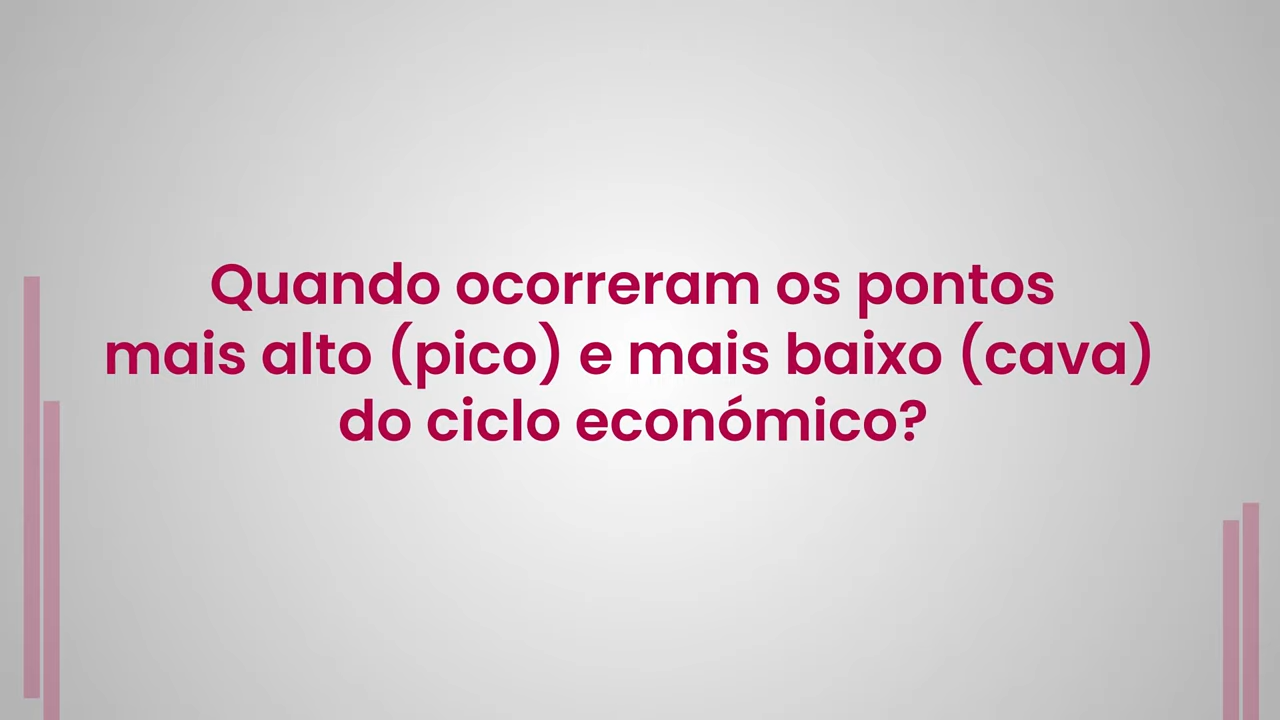 Quando ocorreram os pontos
mais alto (pico) e mais baixo (cava)
do ciclo económico?